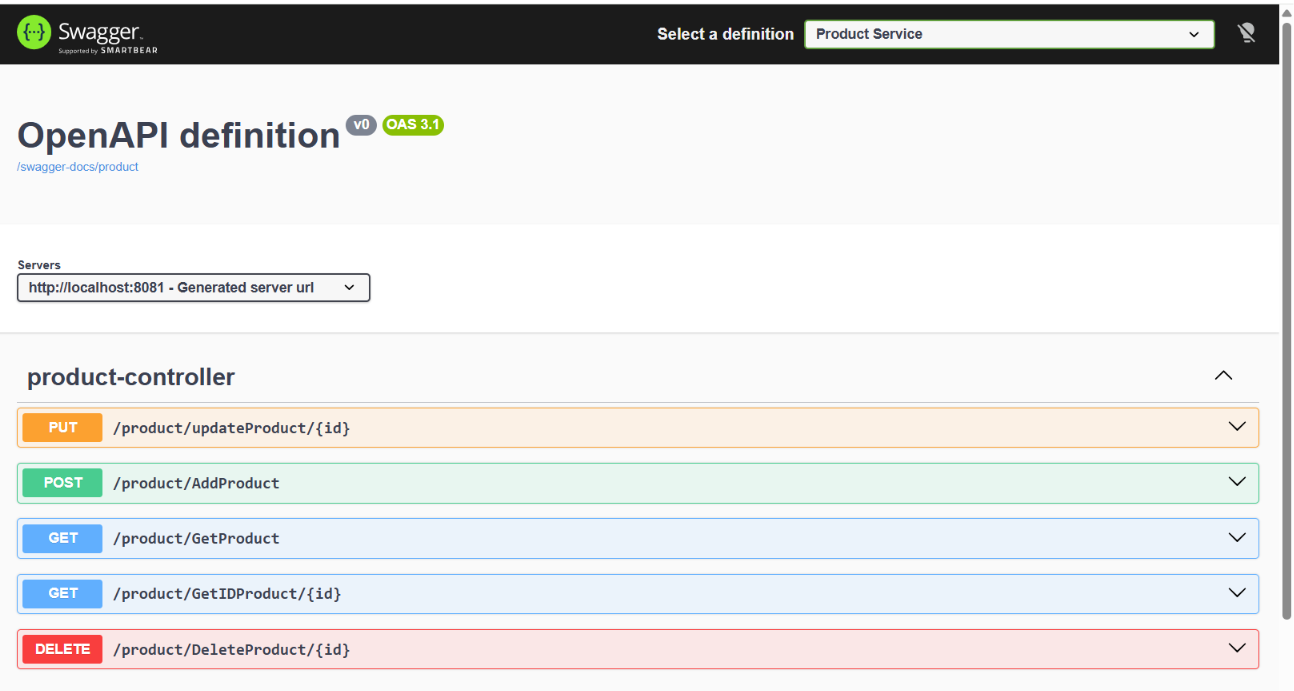 Swagger
Supported by SMARTBEAR
Select a definition
Product Service
OpenAPI definition
v0
OAS 3.1
/swagger-docs/product
Servers
http://localhost:8081 - Generated server url
product-controller
PUT /product/updateProduct/{id}
POST /product/AddProduct
GET /product/GetProduct
GET /product/GetIDProduct/{id}
DELETE /product/DeleteProduct/{id}